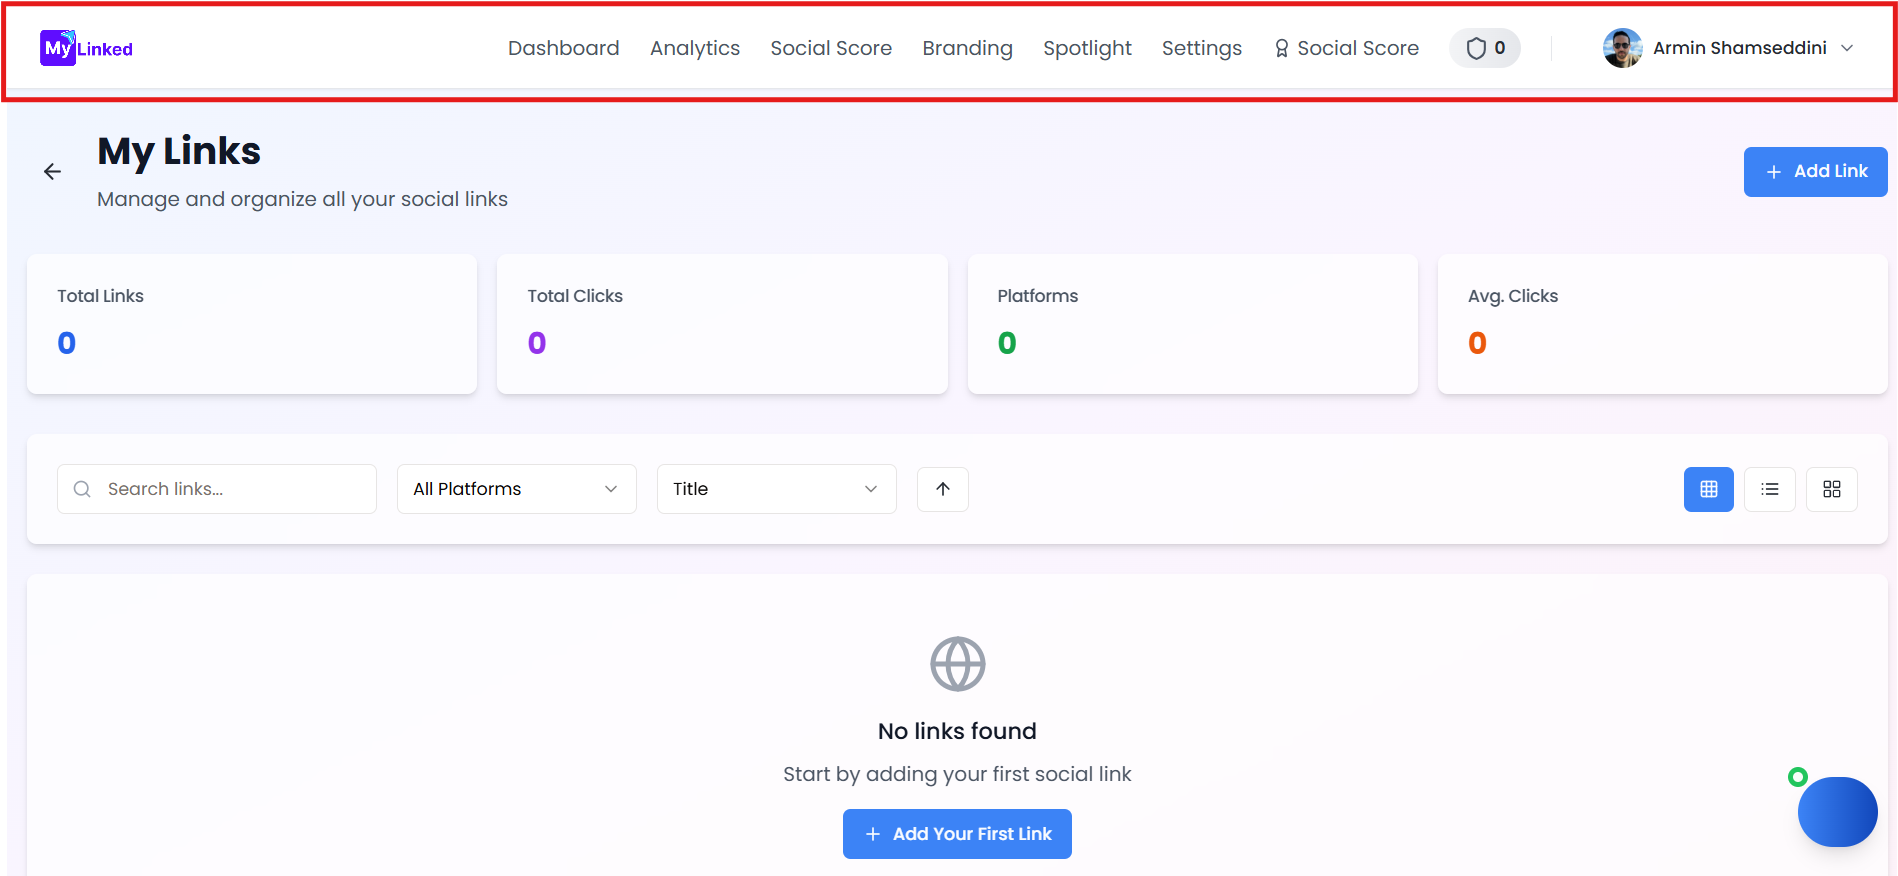 My Linked
Dashboard Analytics Social Score Branding Spotlight Settings Social Score 0 Armin Shamseddini
My Links
Manage and organize all your social links
Add Link
Total Links Total Clicks Platforms Avg. Clicks
0 0 0 0
Search links... All Platforms Title
No links found
Start by adding your first social link
Add Your First Link